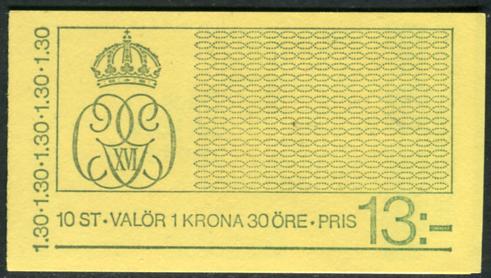 1.30·1.30·1.30·1.30·1.30
XVI
10 ST·VALÖR 1 KRONA 30 ÖRE·PRIS 13:-